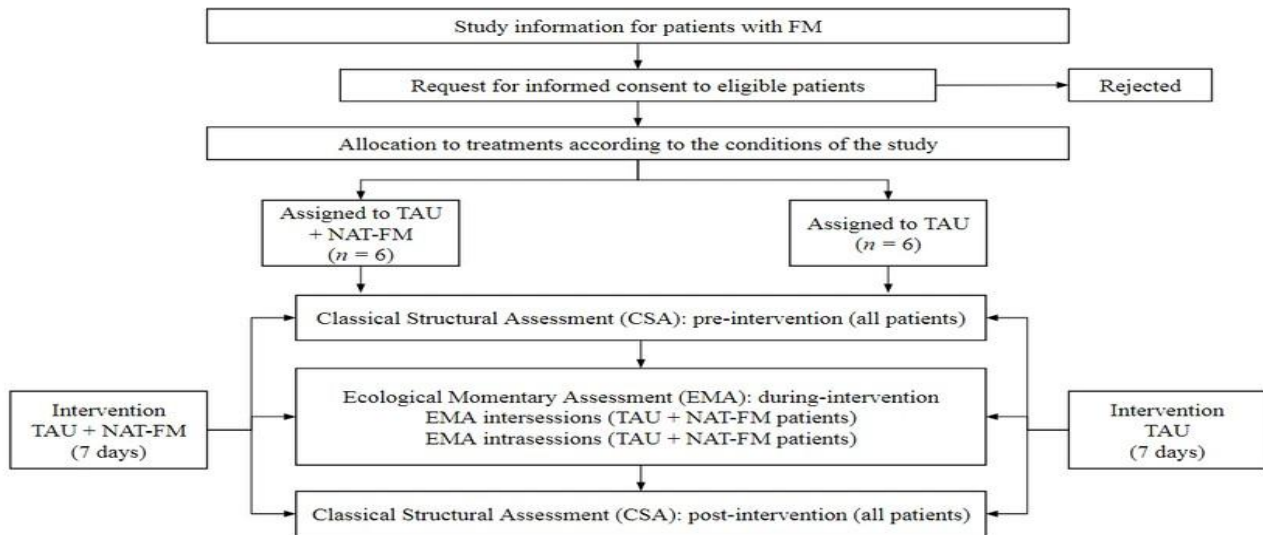 Study information for patients with FM
Request for informed consent to eligible patients
Rejected
Allocation to treatments according to the conditions of the study
Assigned to TAU
+ NAT-FM
(n = 6)
Assigned to TAU
(n = 6)
Classical Structural Assessment (CSA): pre-intervention (all patients)
Intervention
TAU + NAT-FM
(7 days)
Ecological Momentary Assessment (EMA): during-intervention
EMA intersessions (TAU + NAT-FM patients)
EMA intrasessions (TAU + NAT-FM patients)
Intervention
TAU
(7 days)
Classical Structural Assessment (CSA): post-intervention (all patients)